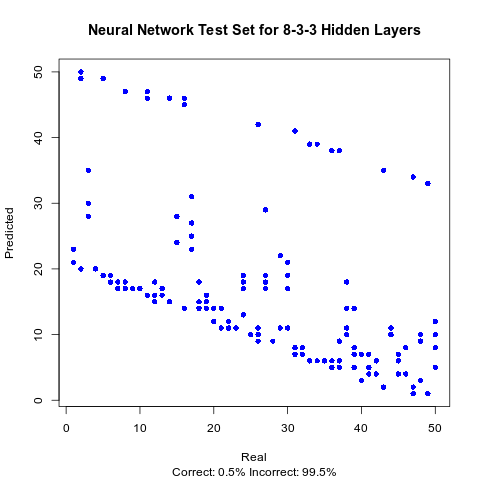 Neural Network Test Set for 8-3-3 Hidden Layers
Predicted
50
40
30
20
10
0
0 10 20 30 40 50
Real
Correct: 0.5% Incorrect: 99.5%